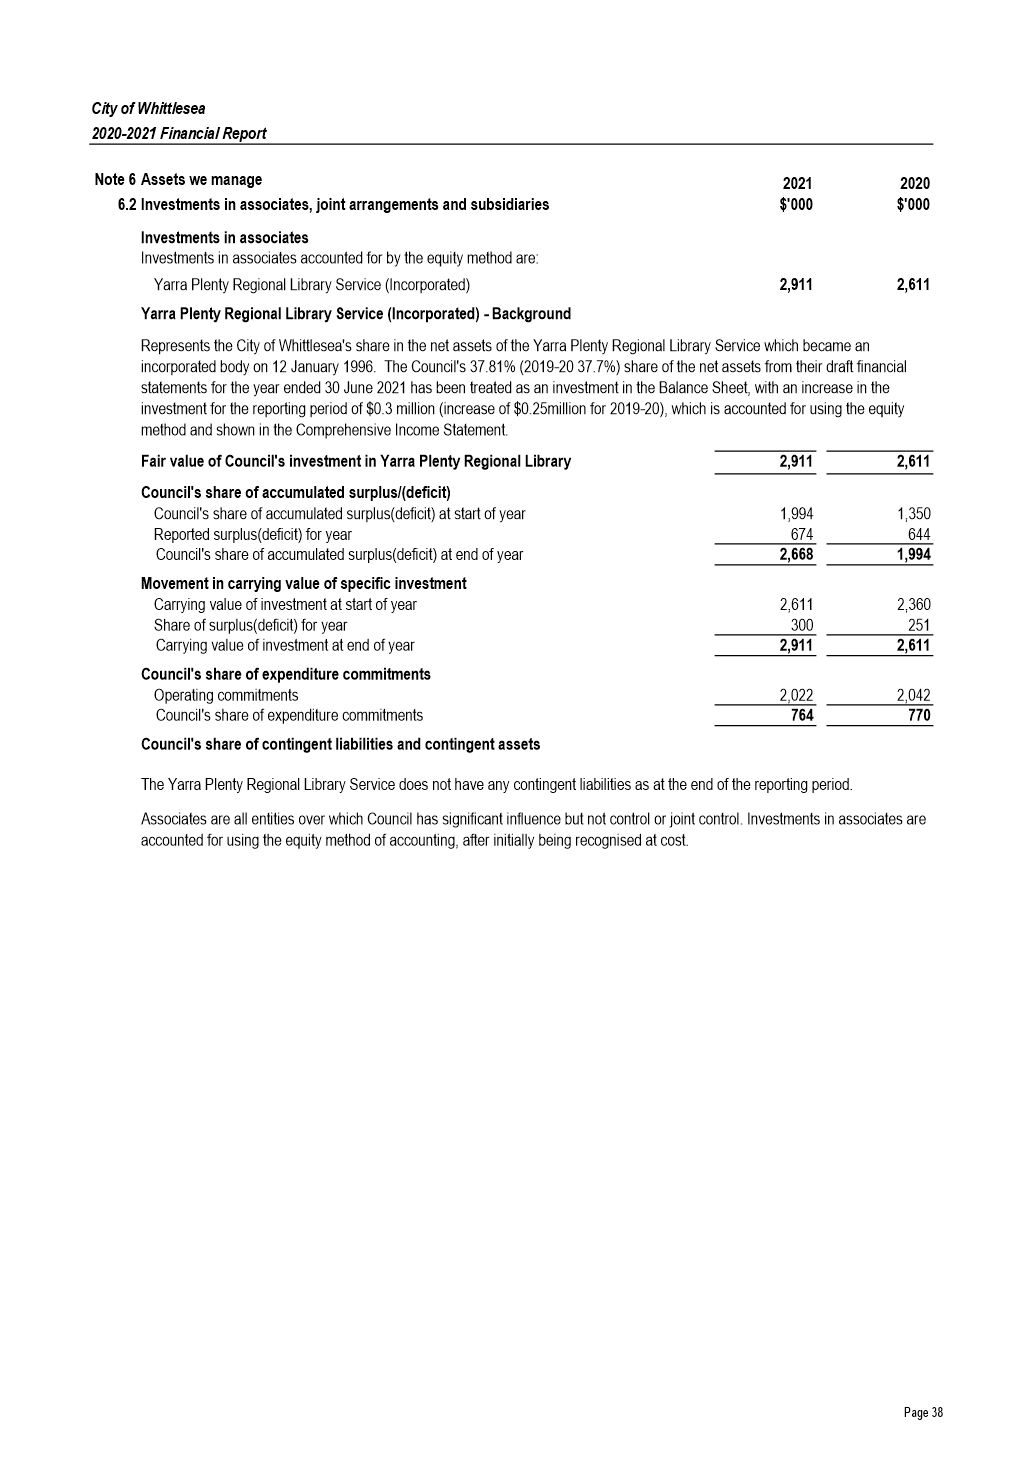 City of Whittlesea
2020-2021 Financial Report
Note 6 Assets we manage 2021 2020
6.2 Investments in associates, joint arrangements and subsidiaries $'000 $'000
Investments in associates
Investments in associates accounted for by the equity method are:
Yarra Plenty Regional Library Service (Incorporated) 2,911 2,611
Yarra Plenty Regional Library Service (Incorporated) - Background
Represents the City of Whittlesea's share in the net assets of the Yarra Plenty Regional Library Service which became an
incorporated body on 12 January 1996. The Council's 37.81% (2019-20 37.7%) share of the net assets from their draft financial
statements for the year ended 30 June 2021 has been treated as an investment in the Balance Sheet, with an increase in the
investment for the reporting period of $0.3 million (increase of $0.25million for 2019-20), which is accounted for using the equity
method and shown in the Comprehensive Income Statement.
Fair value of Council's investment in Yarra Plenty Regional Library 2,911 2,611
Council's share of accumulated surplus/(deficit)
Council's share of accumulated surplus(deficit) at start of year 1,994 1,350
Reported surplus(deficit) for year 674 644
Council's share of accumulated surplus(deficit) at end of year 2,668 1,994
Movement in carrying value of specific investment
Carrying value of investment at start of year 2,611 2,360
Share of surplus(deficit) for year 300 251
Carrying value of investment at end of year 2,911 2,611
Council's share of expenditure commitments
Operating commitments 2,022 2,042
Council's share of expenditure commitments 764 770
Council's share of contingent liabilities and contingent assets
The Yarra Plenty Regional Library Service does not have any contingent liabilities as at the end of the reporting period.
Associates are all entities over which Council has significant influence but not control or joint control. Investments in associates are
accounted for using the equity method of accounting, after initially being recognised at cost.
Page 38